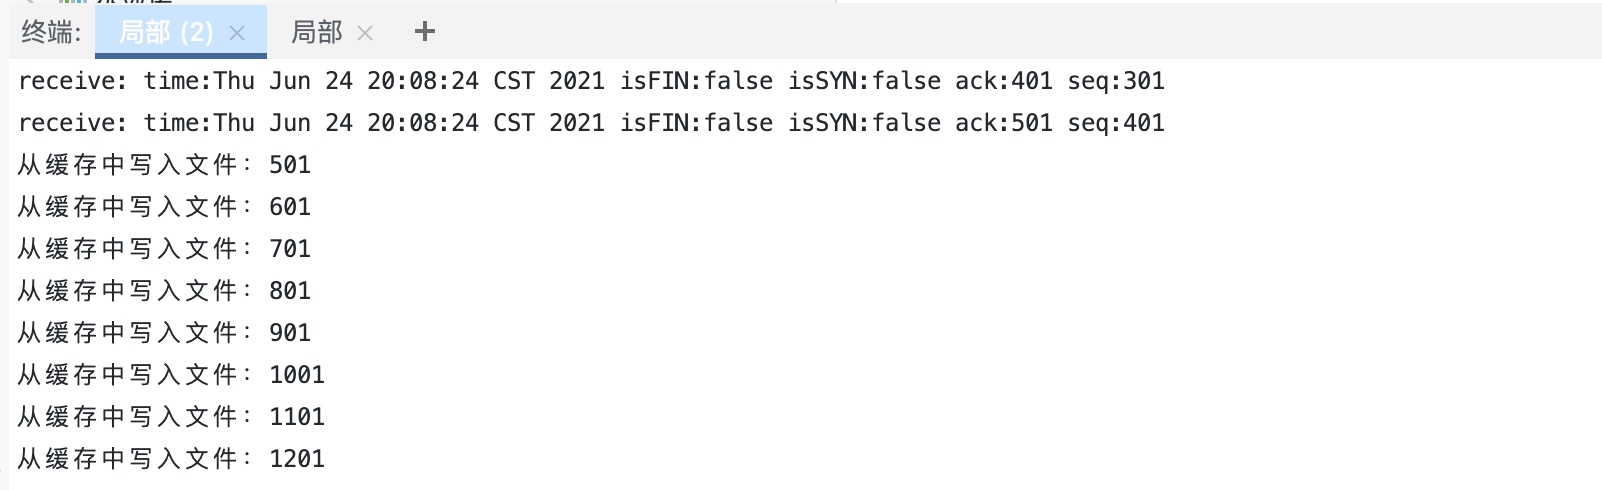 终端: 局部 (2) × 局部 × +
receive: time:Thu Jun 24 20:08:24 CST 2021 isFIN:false isSYN:false ack:401 seq:301
receive: time:Thu Jun 24 20:08:24 CST 2021 isFIN:false isSYN:false ack:501 seq:401
从缓存中写入文件: 501
从缓存中写入文件: 601
从缓存中写入文件: 701
从缓存中写入文件: 801
从缓存中写入文件: 901
从缓存中写入文件: 1001
从缓存中写入文件: 1101
从缓存中写入文件: 1201